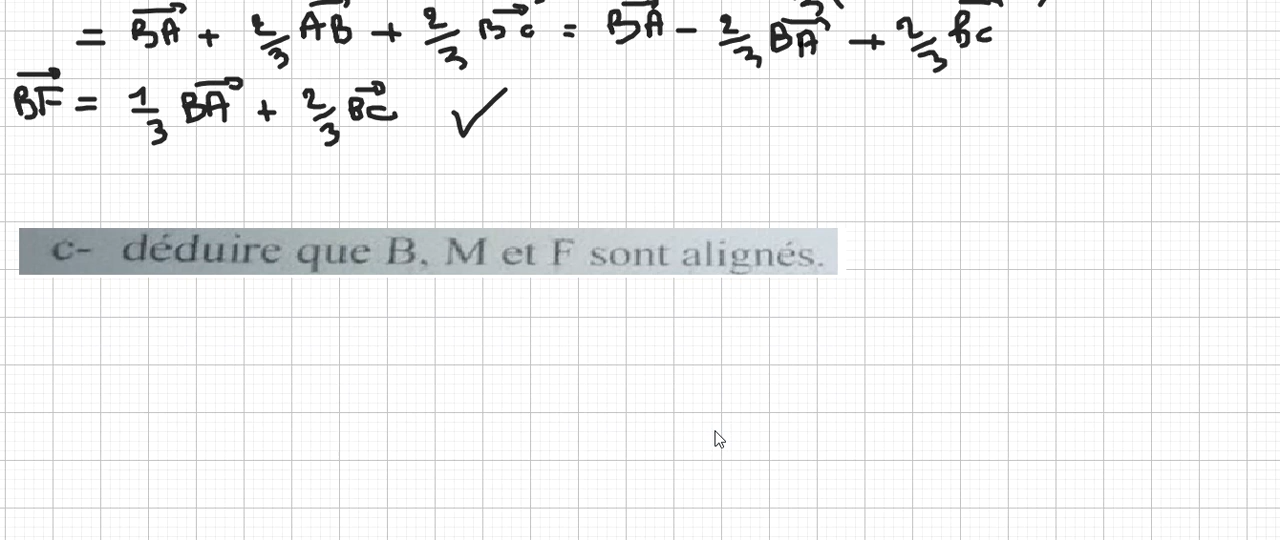 = BA + 2/3 AB + 2/3 BC = BA - 2/3 BA + 2/3 BC
BF = 1/3 BA + 2/3 BC ✓
c- déduire que B, M et F sont alignés.